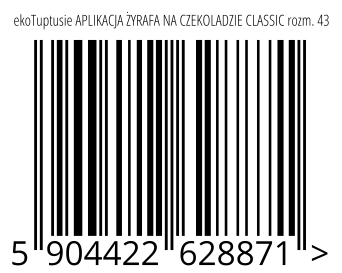 ekoTuptusie APLIKACJA ŻYRAFA NA CZEKOLADZIE CLASSIC rozm. 43
5 904422 628871 >